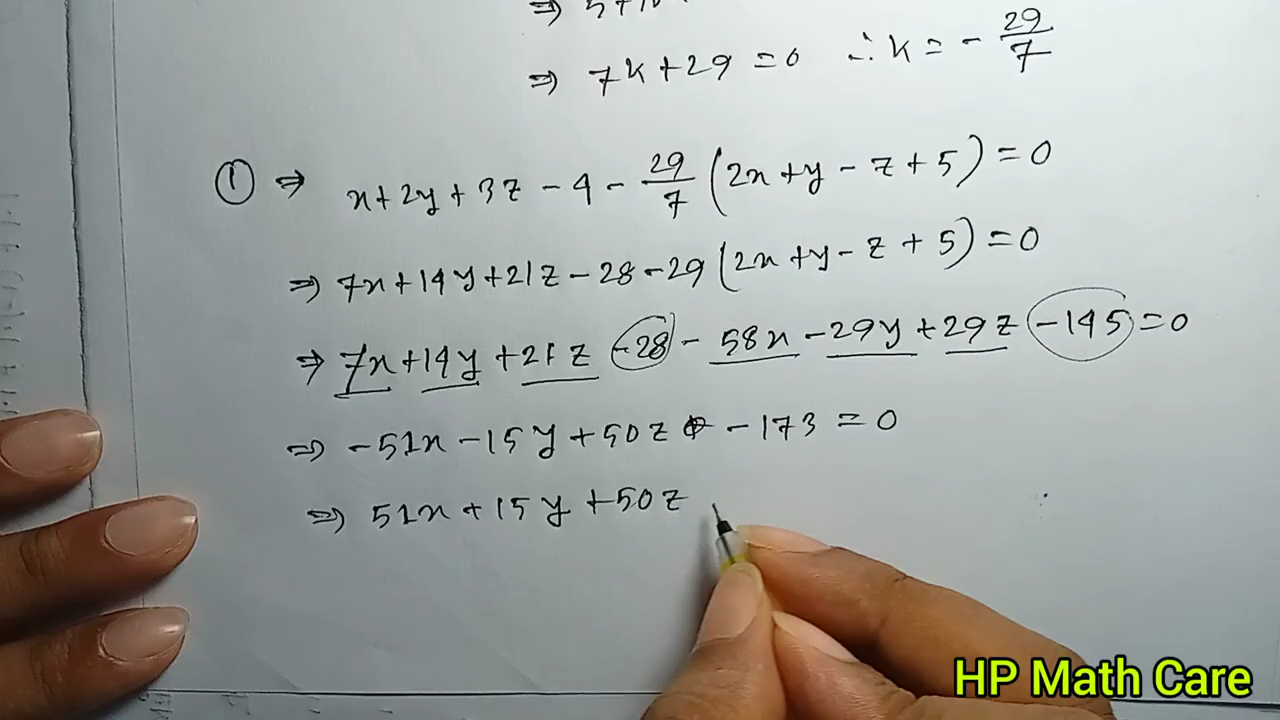 ⇒ 7k+29 = 0 ∴ k = - 29/7
① ⇒ x+2y+3z-4-29/7(2x+y-z+5)=0
⇒ 7x+14y+21z-28-29(2x+y-z+5)=0
⇒ 7x+14y+21z-28-58x-29y+29z-145=0
⇒ -51x-15y+50z -173=0
⇒ 51x+15y+50z
HP Math Care